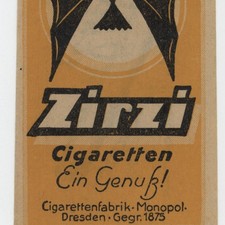 Zirzi
Cigaretten
Ein Genuß!
Cigarettenfabrik·Monopol·
Dresden·Gegr.1875